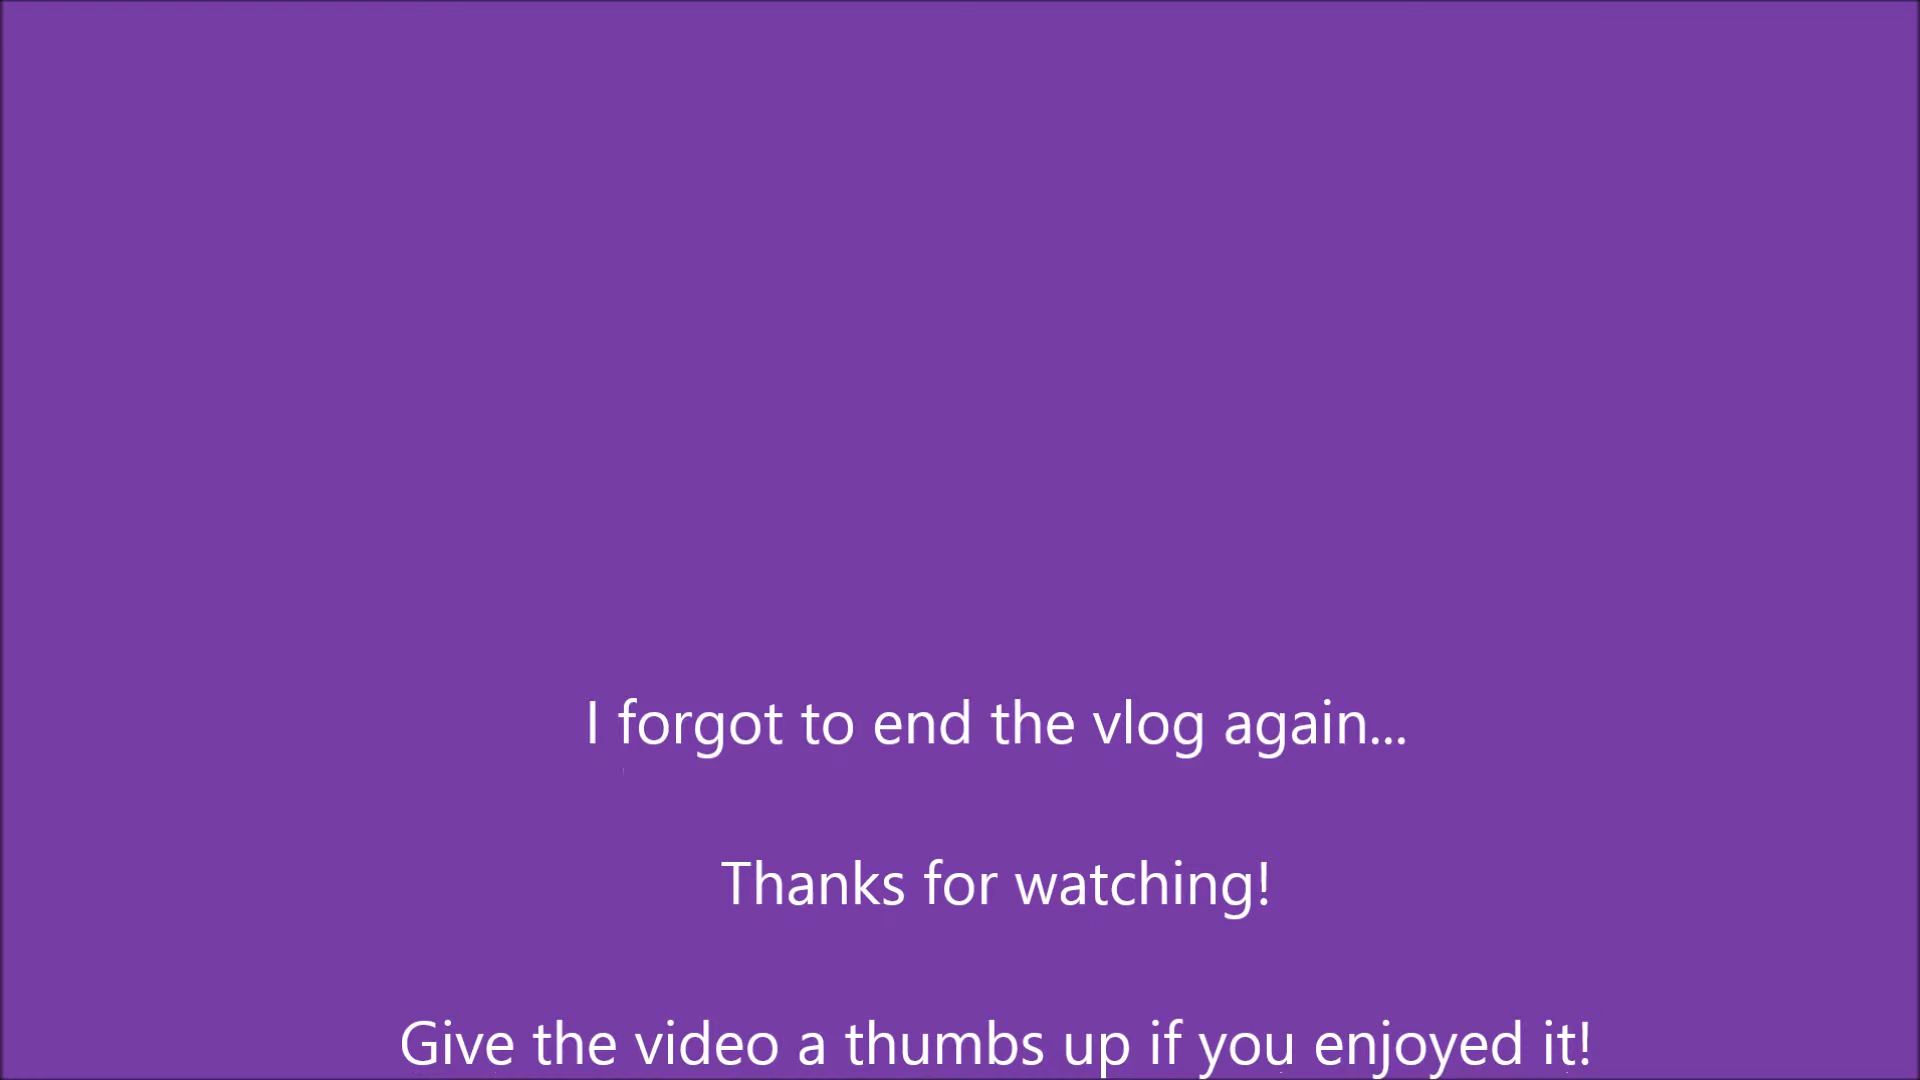 I forgot to end the vlog again...
Thanks for watching!
Give the video a thumbs up if you enjoyed it!